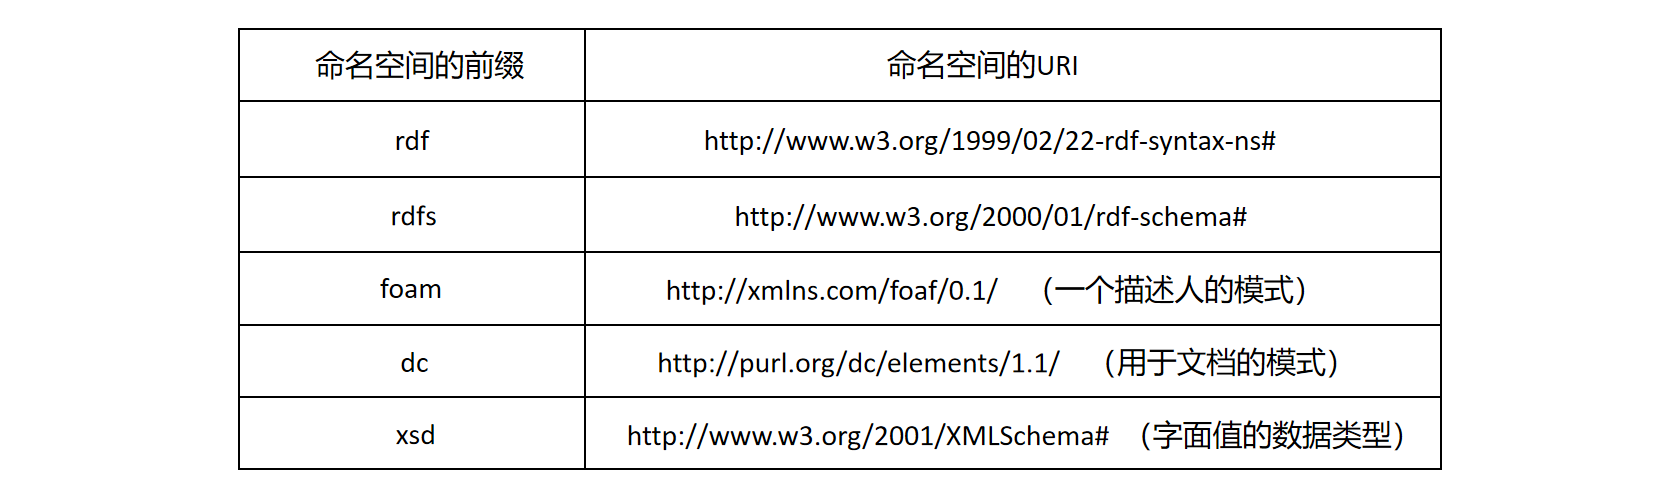 命名空间的前缀 命名空间的URI
rdf http://www.w3.org/1999/02/22-rdf-syntax-ns#
rdfs http://www.w3.org/2000/01/rdf-schema#
foam http://xmlns.com/foaf/0.1/ （一个描述人的模式）
dc http://purl.org/dc/elements/1.1/ （用于文档的模式）
xsd http://www.w3.org/2001/XMLSchema# （字面值的数据类型）